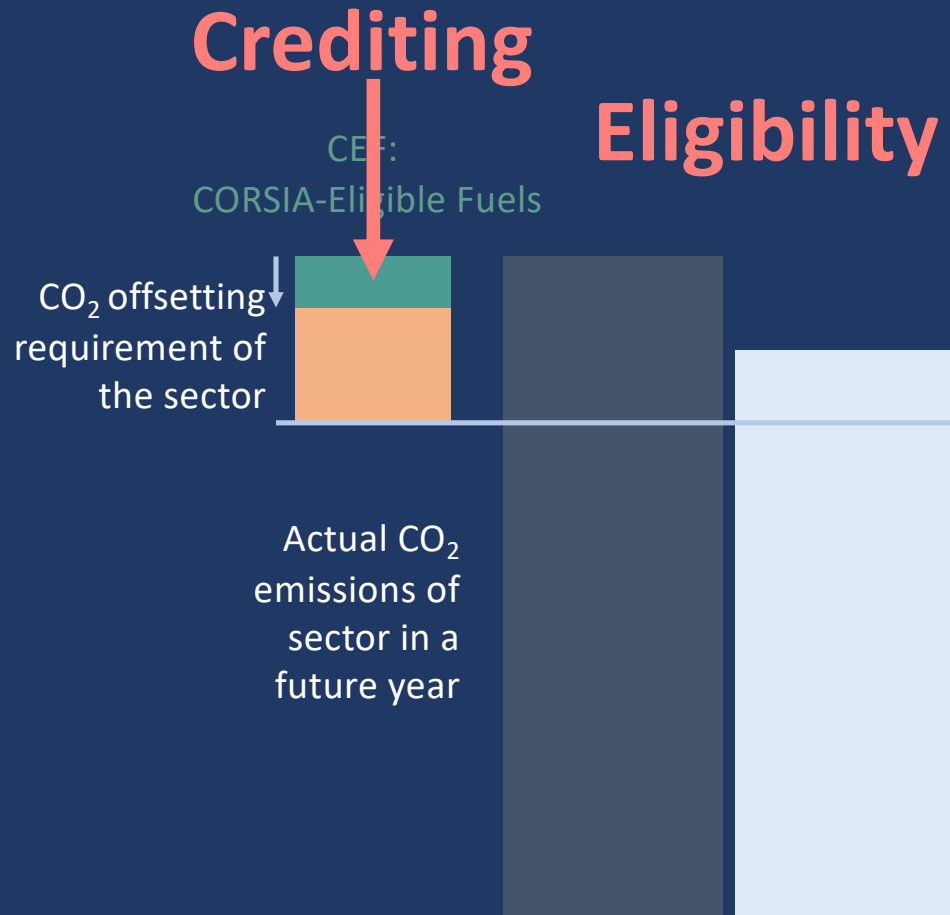 Crediting
Eligibility
CEF:
CORSIA-Eligible Fuels
CO₂ offsetting
requirement of
the sector
Actual CO₂
emissions of
sector in a
future year